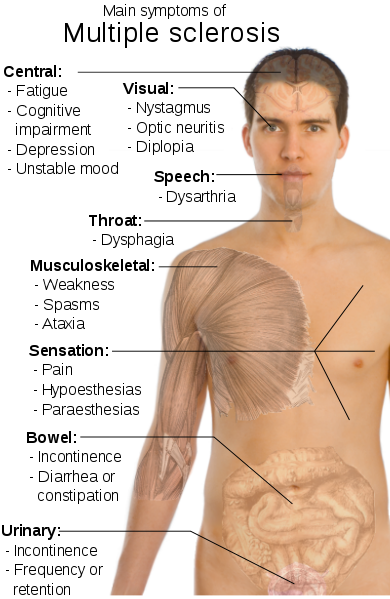 Main symptoms of
Multiple sclerosis
Central:
- Fatigue
- Cognitive
impairment
- Depression
- Unstable mood
Visual:
- Nystagmus
- Optic neuritis
- Diplopia
Speech:
- Dysarthria
Throat:
- Dysphagia
Musculoskeletal:
- Weakness
- Spasms
- Ataxia
Sensation:
- Pain
- Hypoesthesias
- Paraesthesias
Bowel:
- Incontinence
- Diarrhea or
constipation
Urinary:
- Incontinence
- Frequency or
retention